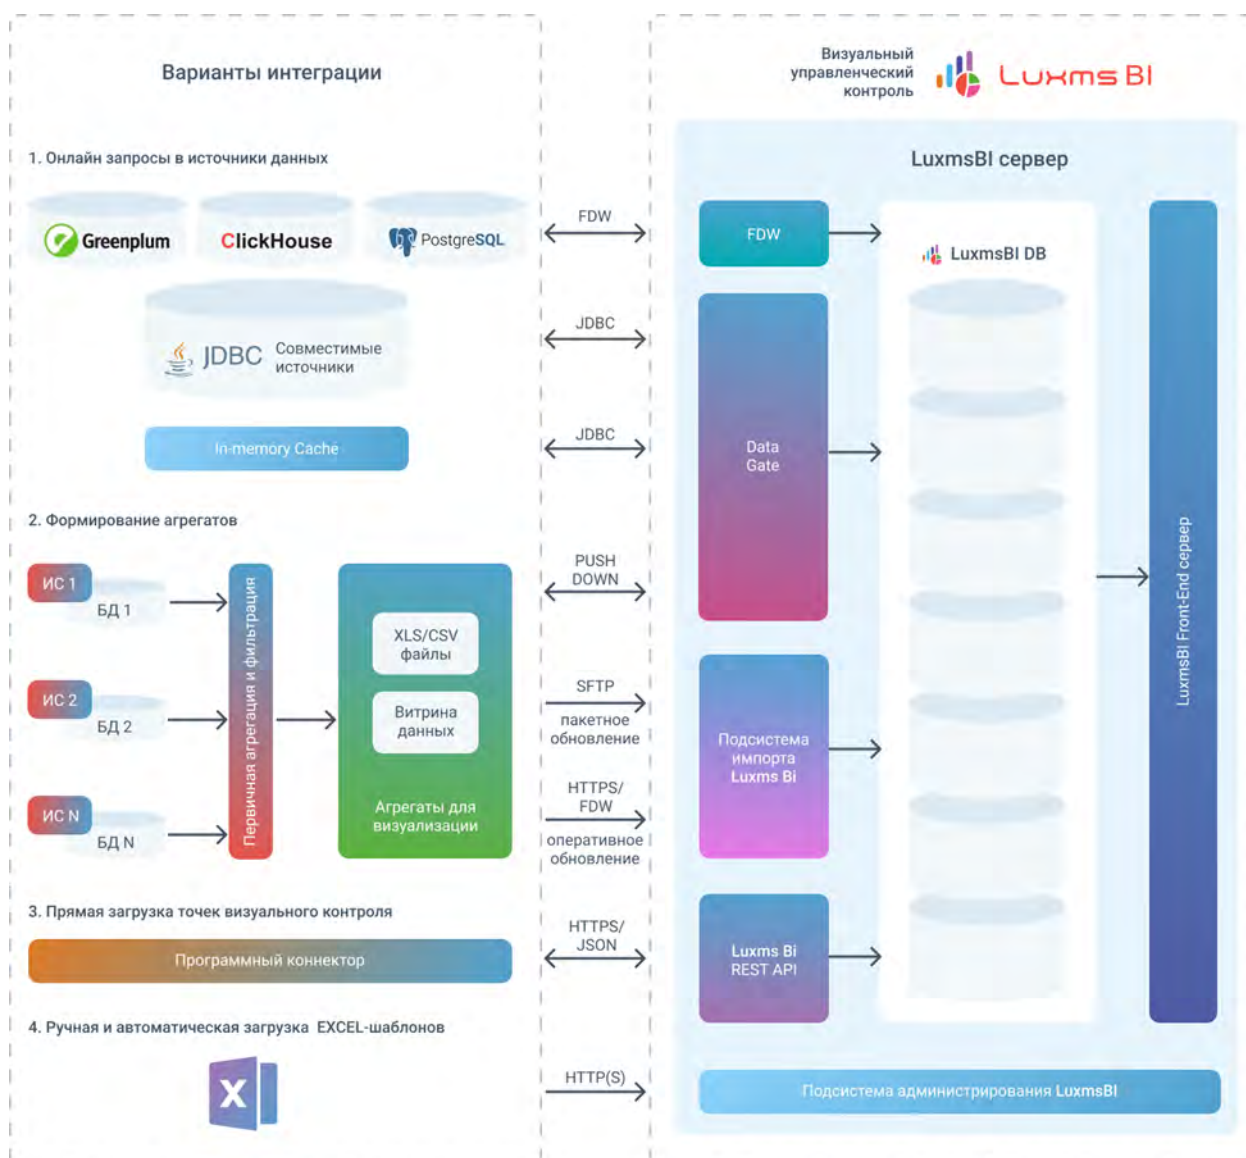 Варианты интеграции
1. Онлайн запросы в источники данных
Greenplum
ClickHouse
PostgreSQL
JDBC
Совместимые
источники
In-memory Cache
2. Формирование агрегатов
ИС 1
БД 1
ИС 2
БД 2
ИС N
БД N
Первичная агрегация и фильтрация
XLS/CSV
файлы
Витрина
данных
Агрегаты для
визуализации
3. Прямая загрузка точек визуального контроля
Программный коннектор
4. Ручная и автоматическая загрузка EXCEL-шаблонов
X
FDW
JDBC
JDBC
PUSH
DOWN
SFTP
пакетное
обновление
HTTPS/
FDW
оперативное
обновление
HTTPS/
JSON
HTTP(S)
Визуальный
управленческий
контроль
Luxms BI
LuxmsBI сервер
FDW
Data
Gate
Подсистема
импорта
Luxms Bi
Luxms Bi
REST API
LuxmsBI DB
LuxmsBI Front-End сервер
Подсистема администрирования LuxmsBI